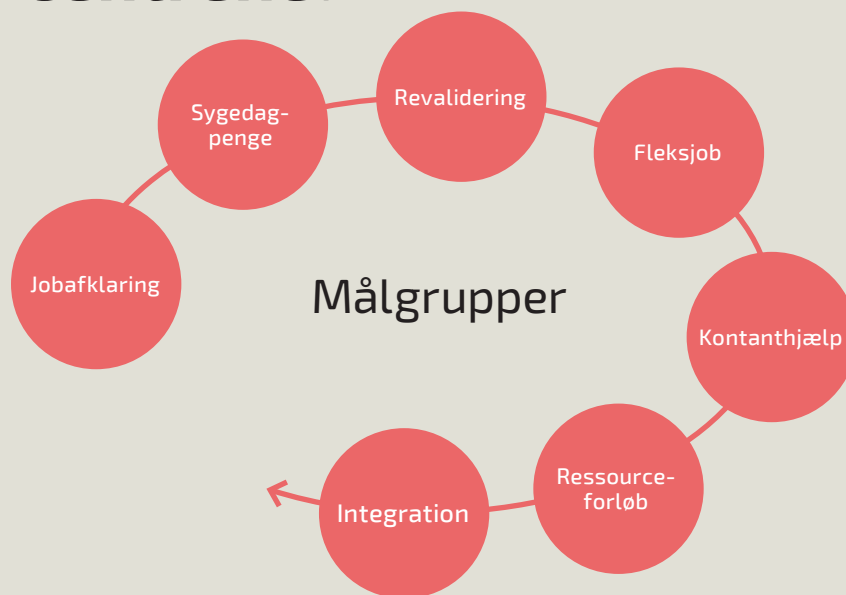 Jobafklaring
Sygedag-
penge
Revalidering
Fleksjob
Kontanthjælp
Ressource-
forløb
Integration
Målgrupper